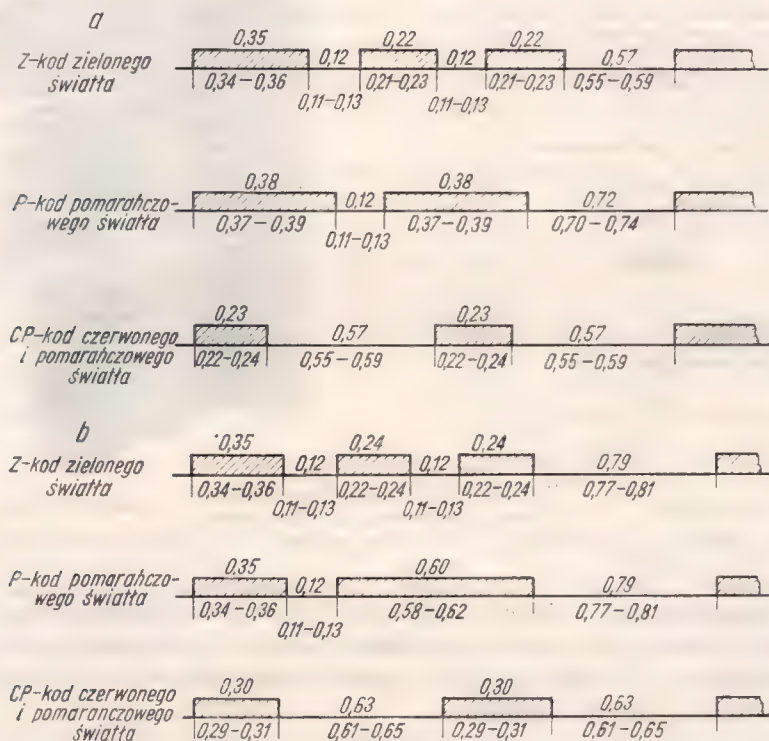 a
0,35 0,12 0,22 0,12 0,22 0,57
Z-kod zielonego
światła
0,34-0,36 0,21-0,23 0,21-0,23 0,55-0,59
0,11-0,13 0,11-0,13
0,38 0,12 0,38 0,72
P-kod pomarańczo-
wego światła
0,37-0,39 0,37-0,39 0,70-0,74
0,11-0,13
0,23 0,57 0,23 0,57
CP-kod czerwonego
i pomarańczowego
światła
0,22-0,24 0,55-0,59 0,22-0,24 0,55-0,59
b
0,35 0,12 0,24 0,12 0,24 0,79
Z-kod zielonego
światła
0,34-0,36 0,22-0,24 0,22-0,24 0,77-0,81
0,11-0,13 0,11-0,13
0,35 0,12 0,60 0,79
P-kod pomarańczo-
wego światła
0,34-0,36 0,58-0,62 0,77-0,81
0,11-0,13
0,30 0,63 0,30 0,63
CP-kod czerwonego
i pomaranczowego
światła
0,29-0,31 0,61-0,65 0,29-0,31 0,61-0,65